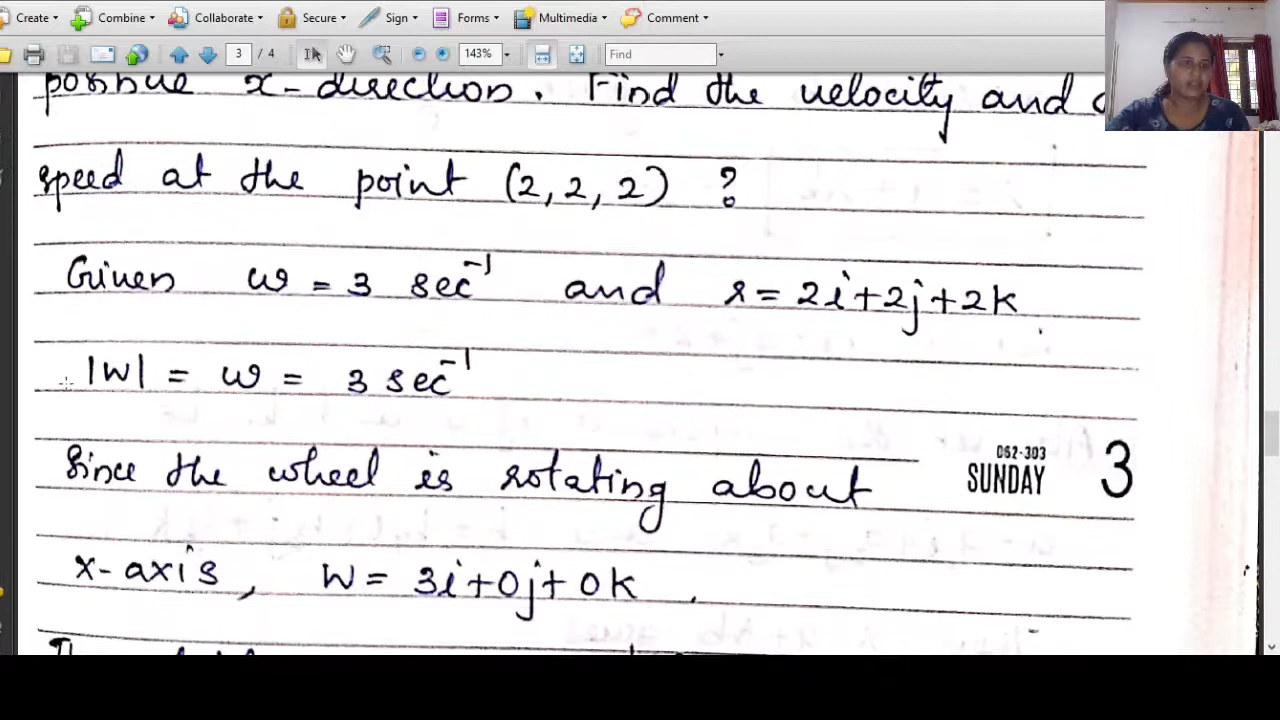 Create Combine Collaborate Secure Sign Forms Multimedia Comment
3 / 4 143% Find
x-direction. Find the velocity and
speed at the point (2, 2, 2) ?
Given ω = 3 sec⁻¹ and r = 2i+2j+2k
|W| = ω = 3 sec⁻¹
Since the wheel is rotating about
062-303
SUNDAY 3
x-axis, W = 3i+0j+0k.